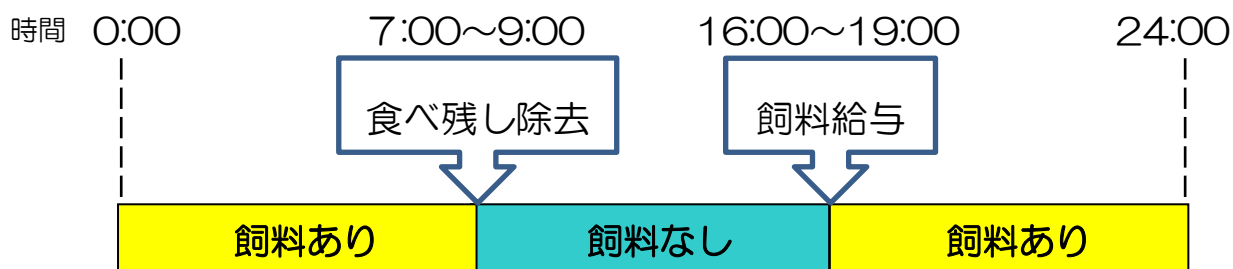 時間 0:00 7:00～9:00 16:00～19:00 24:00
食べ残し除去 飼料給与
飼料あり 飼料なし 飼料あり